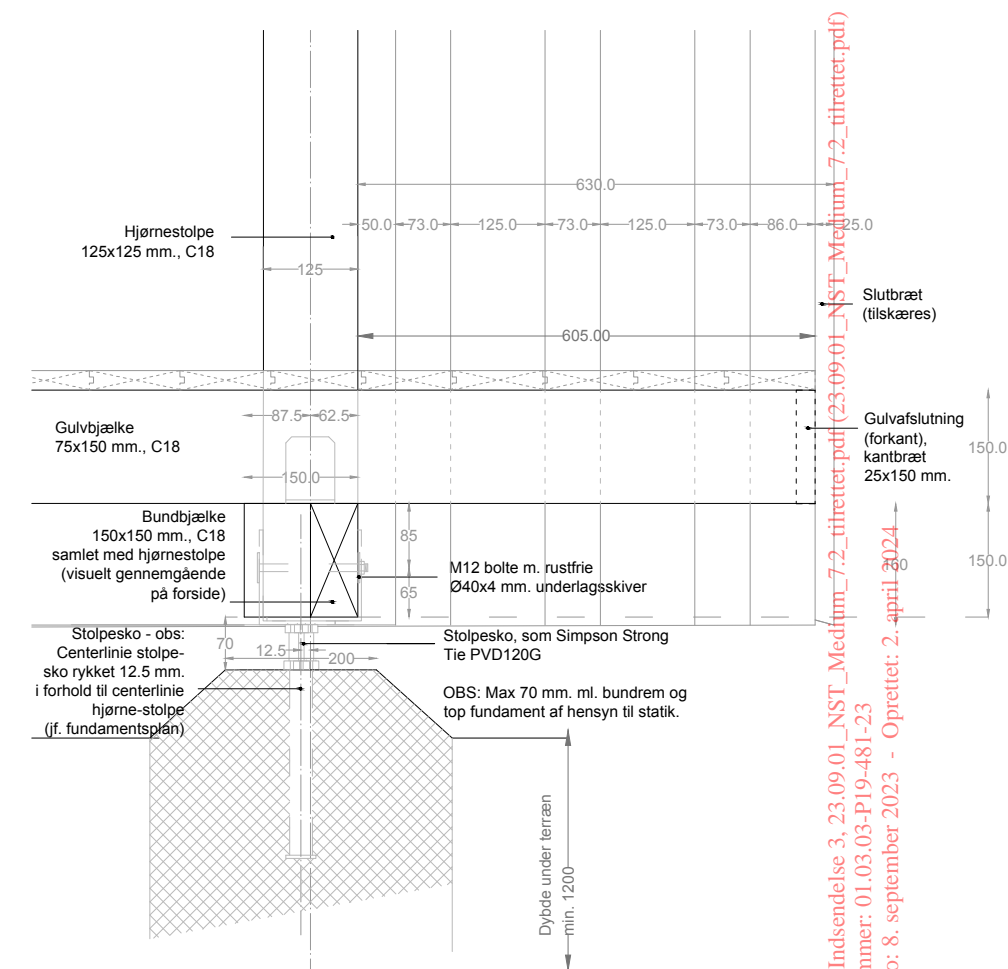 630.0
50.0
73.0
125.0
73.0
125.0
73.0
86.0
25.0
Hjørnestolpe
125x125 mm., C18
125
Slutbræt
(tilskæres)
605.00
87.5
62.5
Gulvbjælke
75x150 mm., C18
Gulvafslutning
(forkant),
kantbræt
25x150 mm.
150.0
150.0
Bundbjælke
150x150 mm., C18
samlet med hjørnestolpe
(visuelt gennemgående
på forside)
85
65
M12 bolte m. rustfrie
Ø40x4 mm. underlagsskiver
160
150.0
Stolpesko - obs:
Centerlinie stolpe-
sko rykket 12.5 mm.
i forhold til centerlinie
hjørne-stolpe
(jf. fundamentsplan)
70
12.5
200
Stolpesko, som Simpson Strong
Tie PVD120G
OBS: Max 70 mm. ml. bundrem og
top fundament af hensyn til statik.
Dybde under terræn
min. 1200
Indsendelse 3, 23.09.01_NST_Medium_7.2_tilrettet.pdf (23.09.01_NST_Medium_7.2_tilrettet.pdf)
mmer: 01.03.03-P19-481-23
o: 8. september 2023 - Oprettet: 2. april 2024